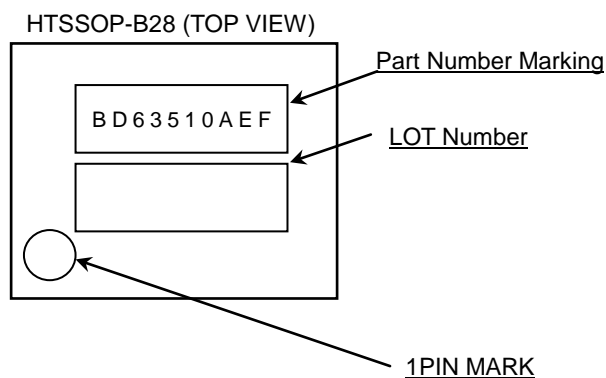 HTSSOP-B28 (TOP VIEW)
Part Number Marking
BD63510AEF
LOT Number
1PIN MARK